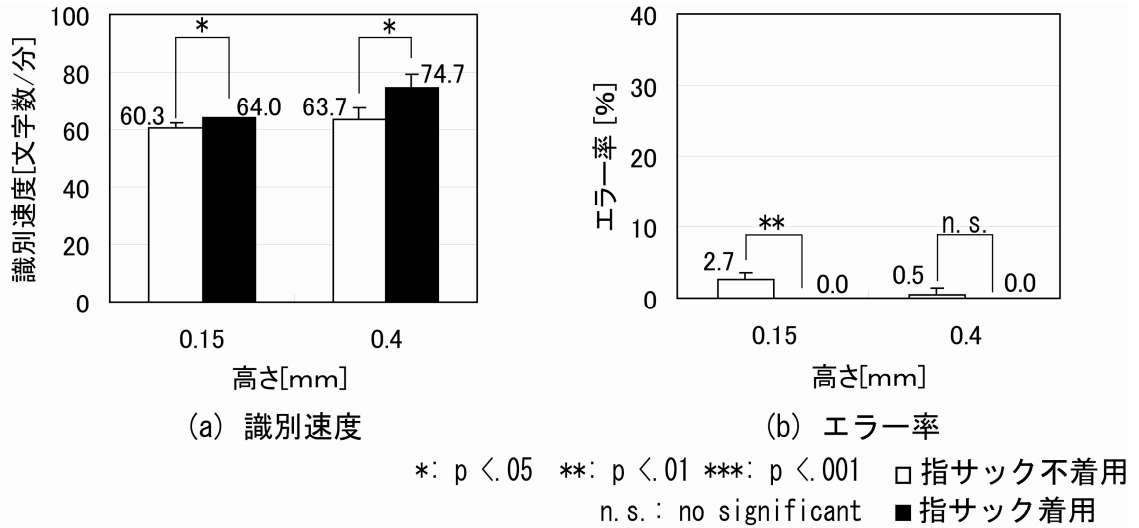 識別速度[文字数/分]
100
80
60
40
20
0
*
*
60.3
64.0
63.7
74.7
0.15
0.4
高さ[mm]
(a) 識別速度
エラー率 [%]
40
30
20
10
0
**
n.s.
2.7
0.0
0.5
0.0
0.15
0.4
高さ[mm]
(b) エラー率
*: p <.05 **: p <.01 ***: p <.001 □指サック不着用
n.s.: no significant ■指サック着用